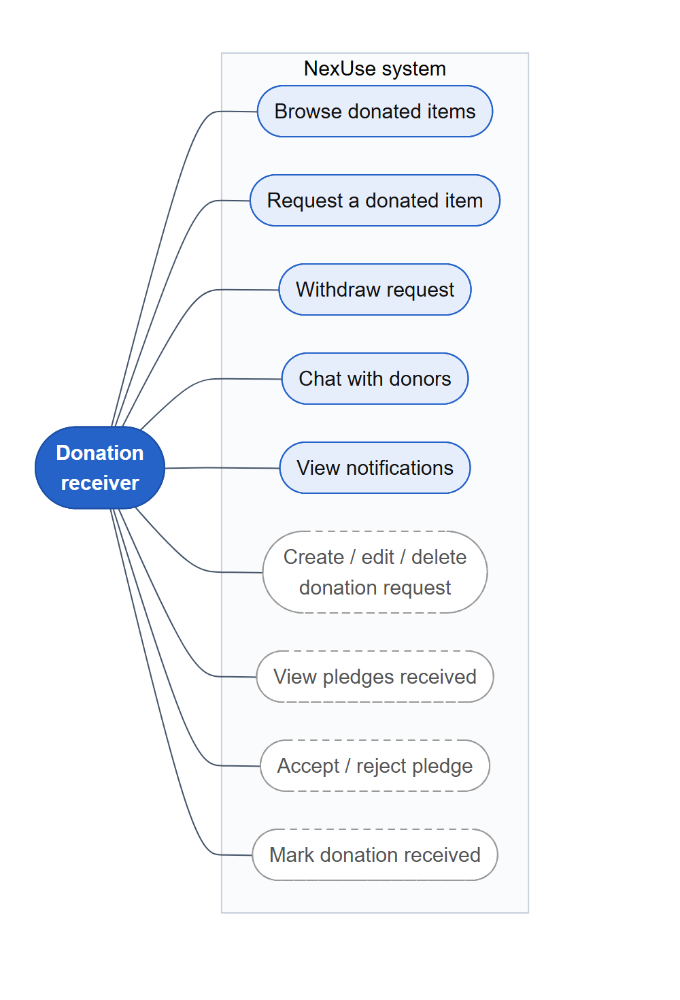 NexUse system
Browse donated items
Request a donated item
Withdraw request
Chat with donors
View notifications
Donation
receiver
Create / edit / delete
donation request
View pledges received
Accept / reject pledge
Mark donation received